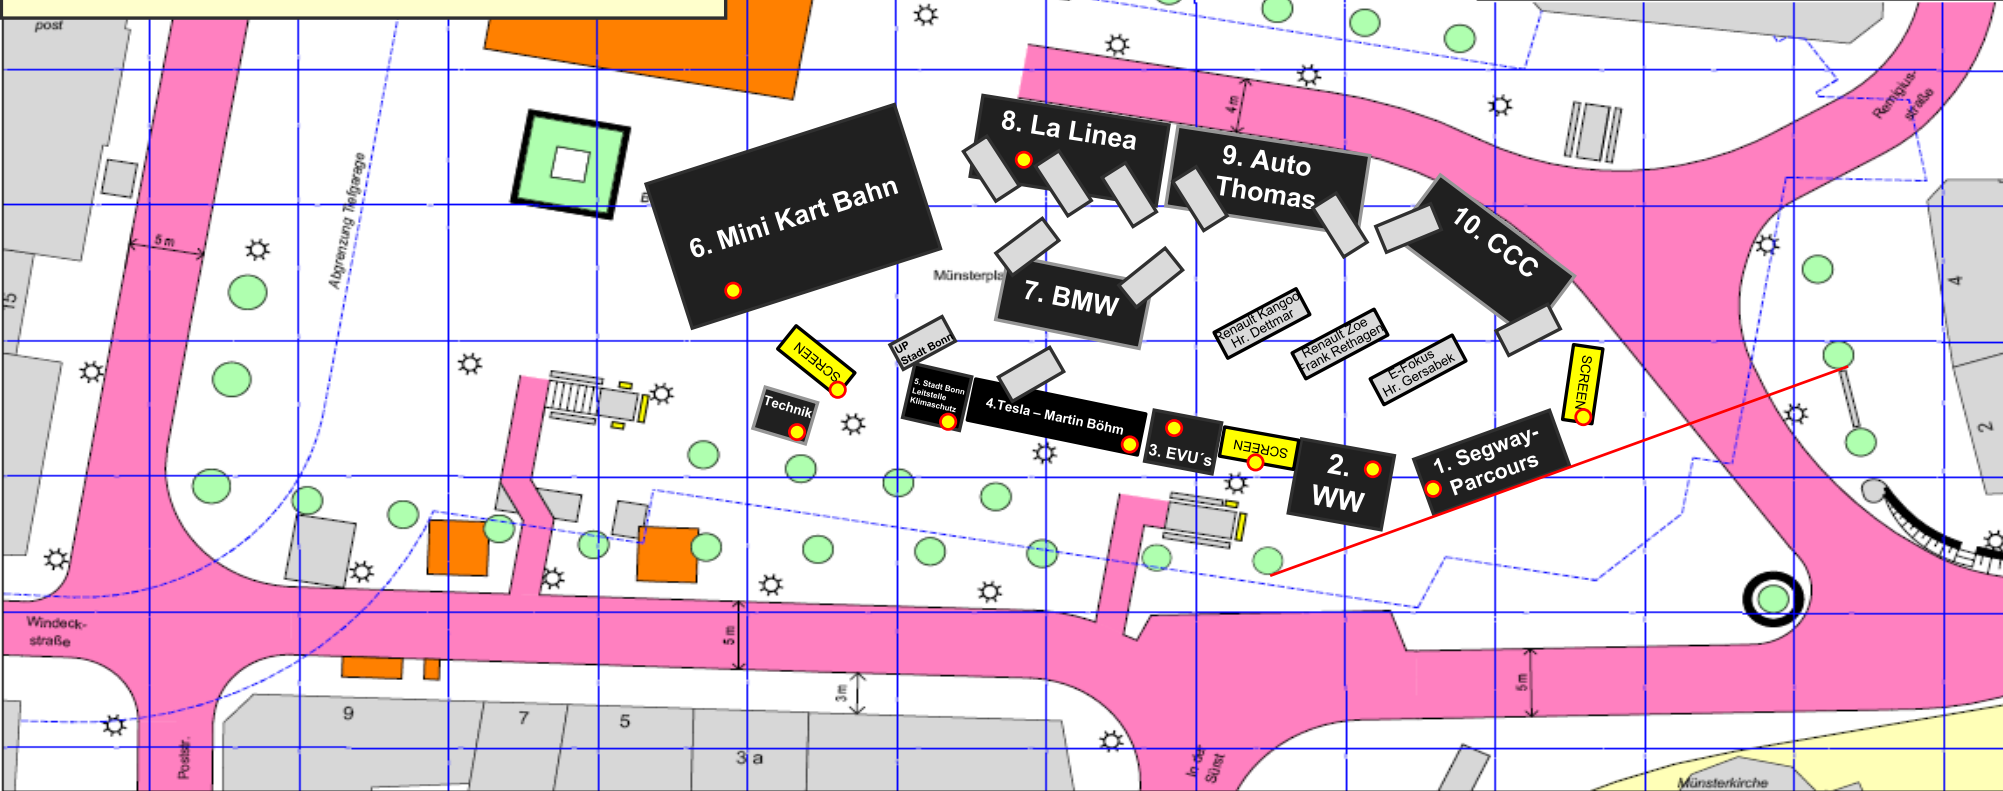 post
Abgrenzung Tiefgarage
5 m
15
Windeck-
straße
Poststr.
9
7
5
3 a
5 m
3 m
6. Mini Kart Bahn
Münsterpla
8. La Linea
9. Auto
Thomas
10. CCC
7. BMW
4 m
Remigius-
straße
4
2
Renault Kangoo
Hr. Dettmar
Renault Zoe
Frank Rethagen
E-Fokus
Hr. Gersabek
UP
Stadt Bonn
SCREEN
Technik
5. Stadt Bonn
Leitstelle
Klimaschutz
4.Tesla – Martin Böhm
3. EVU´s
SCREEN
2.
WW
1. Segway-
Parcours
SCREEN
5 m
In der
Sürst
Münsterkirche